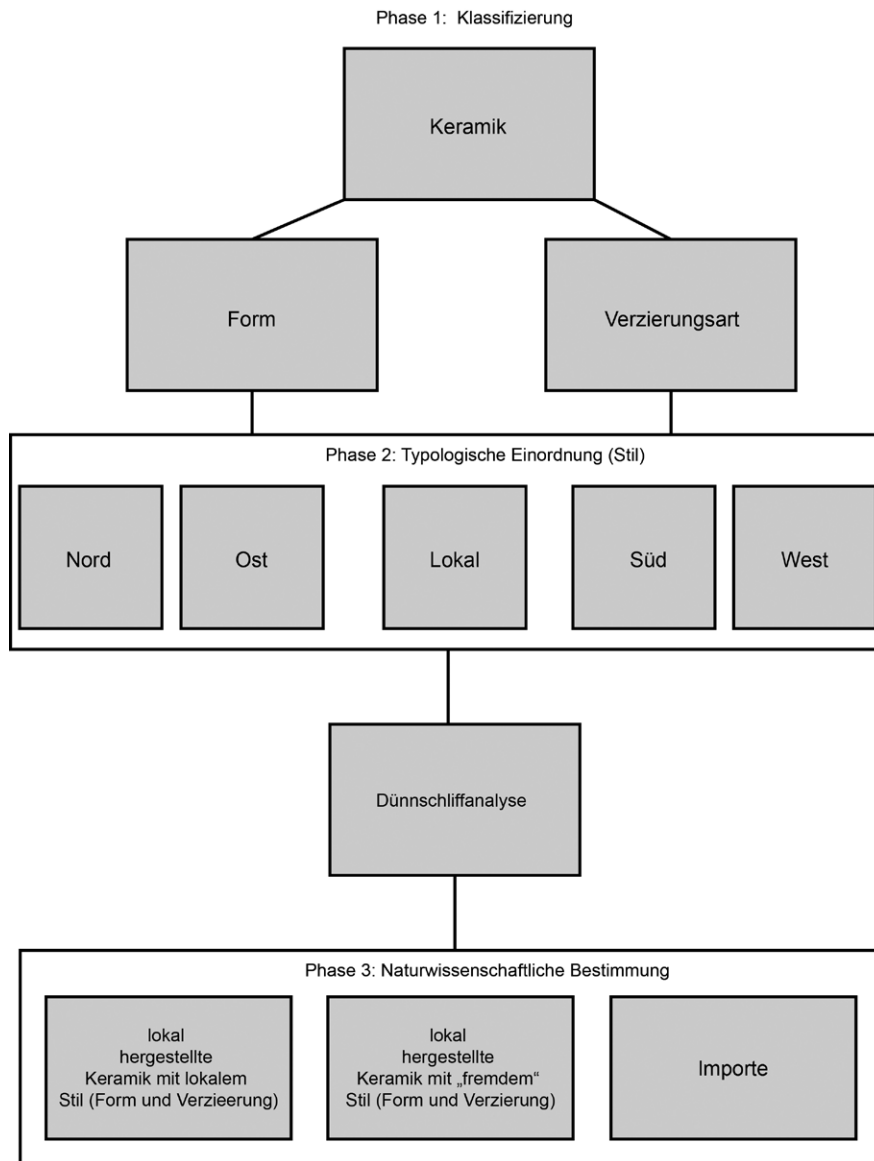 Phase 1:  Klassifizierung
Keramik
Form
Verzierungsart
Phase 2: Typologische Einordnung (Stil)
Nord
Ost
Lokal
Süd
West
Dünnschliffanalyse
Phase 3: Naturwissenschaftliche Bestimmung
lokal
hergestellte
Keramik mit lokalem
Stil (Form und Verzieerung)
lokal
hergestellte
Keramik mit „fremdem“
Stil (Form und Verzierung)
Importe